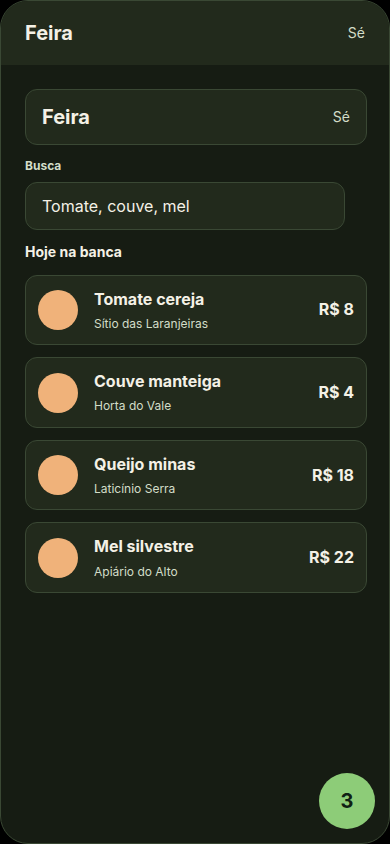 Feira Sé
Feira Sé
Busca
Tomate, couve, mel
Hoje na banca
Tomate cereja
Sítio das Laranjeiras
R$ 8
Couve manteiga
Horta do Vale
R$ 4
Queijo minas
Laticínio Serra
R$ 18
Mel silvestre
Apiário do Alto
R$ 22
3